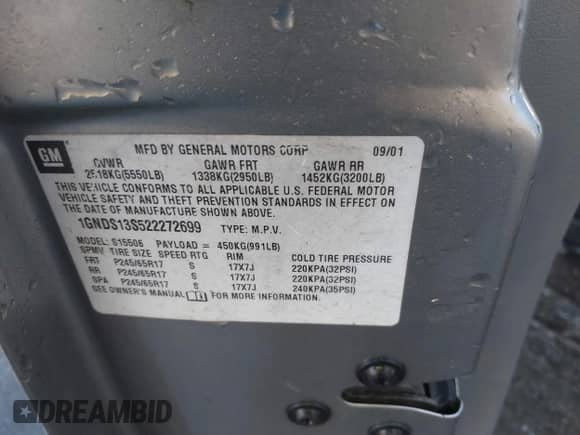 GM
MFD BY GENERAL MOTORS CORP 09/01
GVWR GAWR FRT GAWR RR
2518KG(5550LB) 1338KG(2950LB) 1452KG(3200LB)
THIS VEHICLE CONFORMS TO ALL APPLICABLE U.S. FEDERAL MOTOR
VEHICLE SAFETY AND THEFT PREVENTION STANDARDS IN EFFECT ON
THE DATE OF MANUFACTURE SHOWN ABOVE.
1GNDS13S522272699 TYPE: M.P.V.
MODEL: S15506 PAYLOAD = 450KG(991LB)
SPMV TIRE SIZE SPEED RTG RIM COLD TIRE PRESSURE
FRT P245/65R17 S 17X7J 220KPA(32PSI)
RR P245/65R17 S 17X7J 220KPA(32PSI)
SPA P245/65R17 S 17X7J 240KPA(35PSI)
SEE OWNER'S MANUAL FOR MORE INFORMATION.
DREAMBID